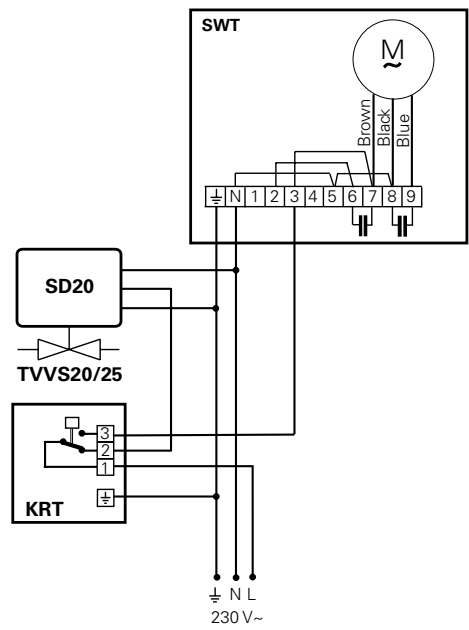 SWT
M
~
Brown
Black
Blue
N 1 2 3 4 5 6 7 8 9
SD20
TVVS20/25
3
2
1
KRT
N L
230 V~